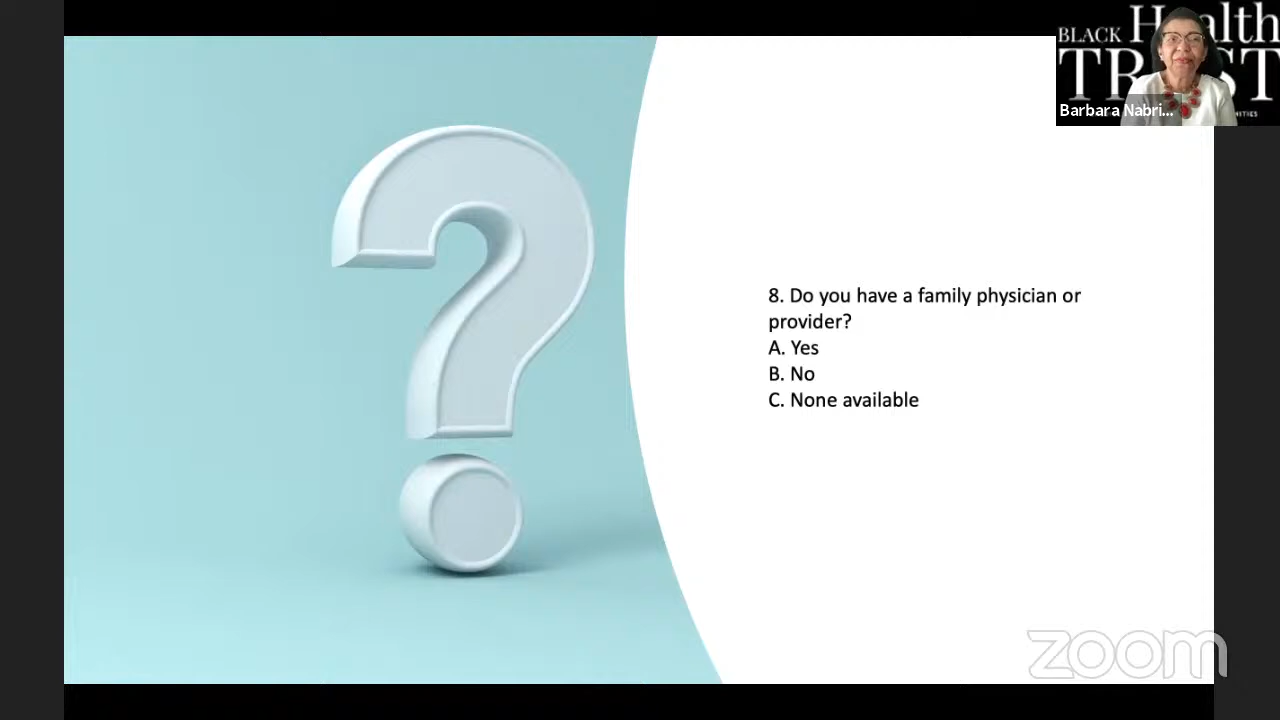 BLACK Health
TRUST
Barbara Nabri...
8. Do you have a family physician or
provider?
A. Yes
B. No
C. None available
zoom